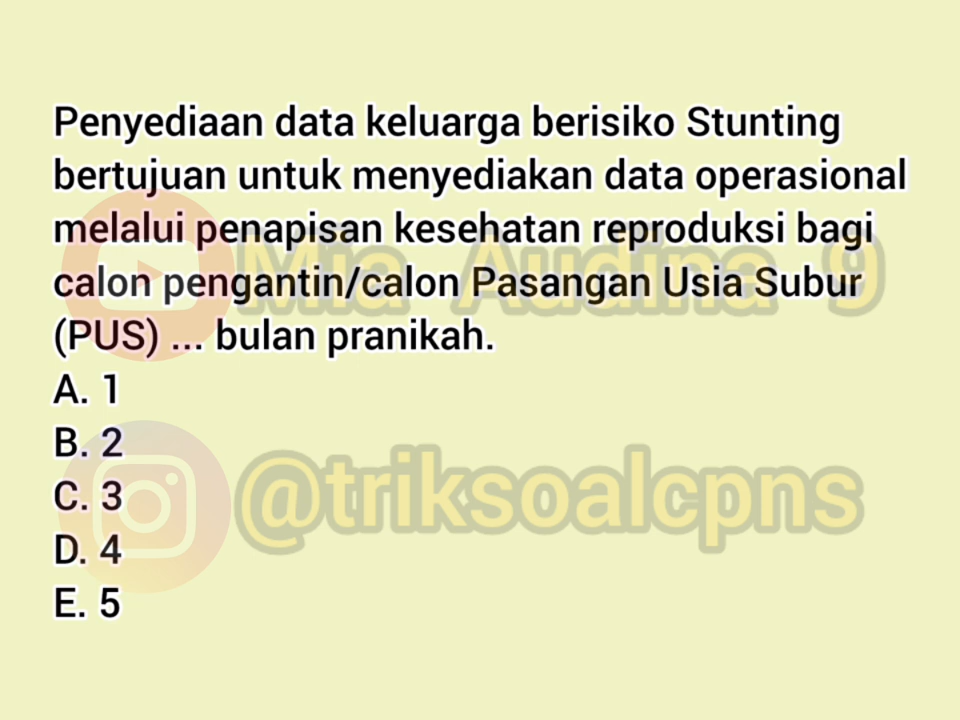 Penyediaan data keluarga berisiko Stunting
bertujuan untuk menyediakan data operasional
melalui penapisan kesehatan reproduksi bagi
calon pengantin/calon Pasangan Usia Subur
(PUS) ... bulan pranikah.
A. 1
B. 2
C. 3
D. 4
E. 5
Mia Audina 9
@triksoalcpns